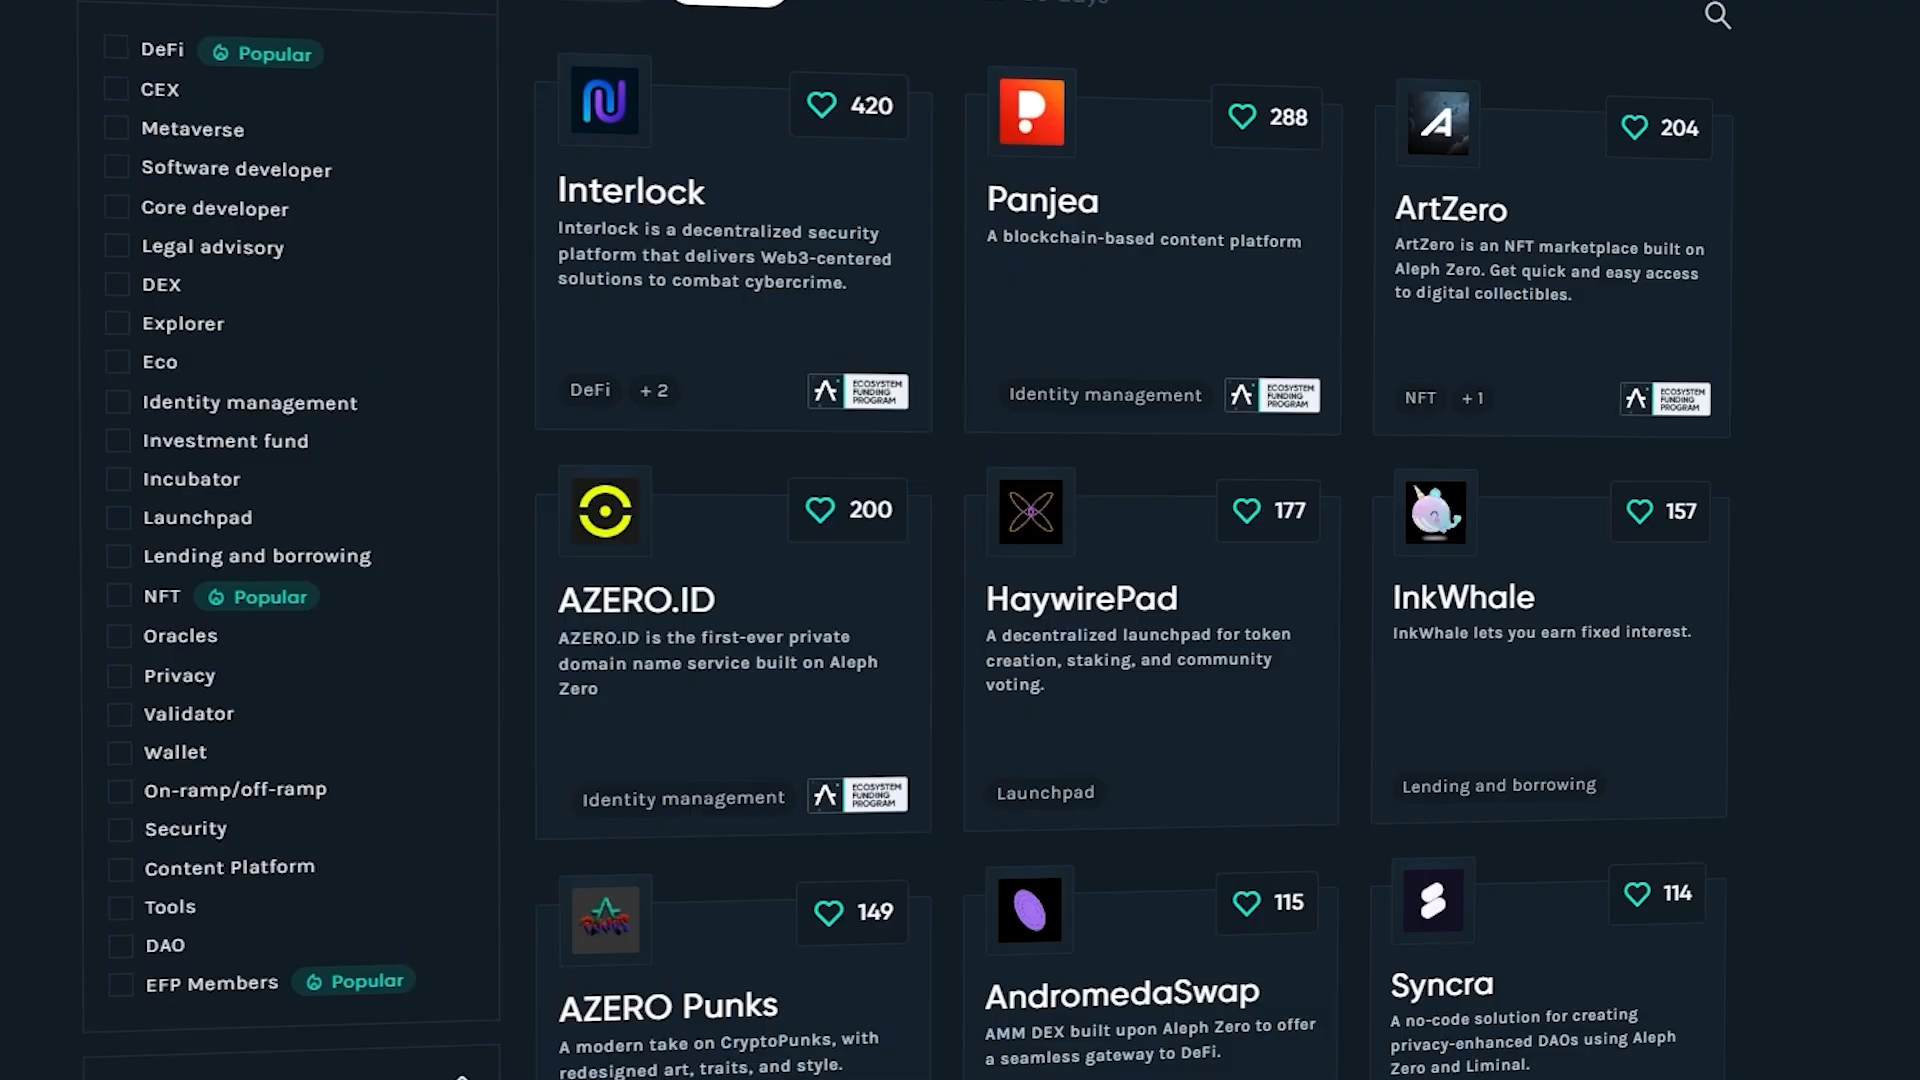 DeFi Popular
CEX
Metaverse
Software developer
Core developer
Legal advisory
DEX
Explorer
Eco
Identity management
Investment fund
Incubator
Launchpad
Lending and borrowing
NFT Popular
Oracles
Privacy
Validator
Wallet
On-ramp/off-ramp
Security
Content Platform
Tools
DAO
EFP Members Popular
420
Interlock
Interlock is a decentralized security
platform that delivers Web3-centered
solutions to combat cybercrime.
DeFi + 2
ECOSYSTEM
FUNDING
PROGRAM
288
Panjea
A blockchain-based content platform
Identity management
ECOSYSTEM
FUNDING
PROGRAM
204
ArtZero
ArtZero is an NFT marketplace built on
Aleph Zero. Get quick and easy access
to digital collectibles.
NFT + 1
ECOSYSTEM
FUNDING
PROGRAM
200
AZERO.ID
AZERO.ID is the first-ever private
domain name service built on Aleph
Zero
Identity management
ECOSYSTEM
FUNDING
PROGRAM
177
HaywirePad
A decentralized launchpad for token
creation, staking, and community
voting.
Launchpad
157
InkWhale
InkWhale lets you earn fixed interest.
Lending and borrowing
149
AZERO Punks
A modern take on CryptoPunks, with
redesigned art, traits, and style.
115
AndromedaSwap
AMM DEX built upon Aleph Zero to offer
a seamless gateway to DeFi.
114
Syncra
A no-code solution for creating
privacy-enhanced DAOs using Aleph
Zero and Liminal.